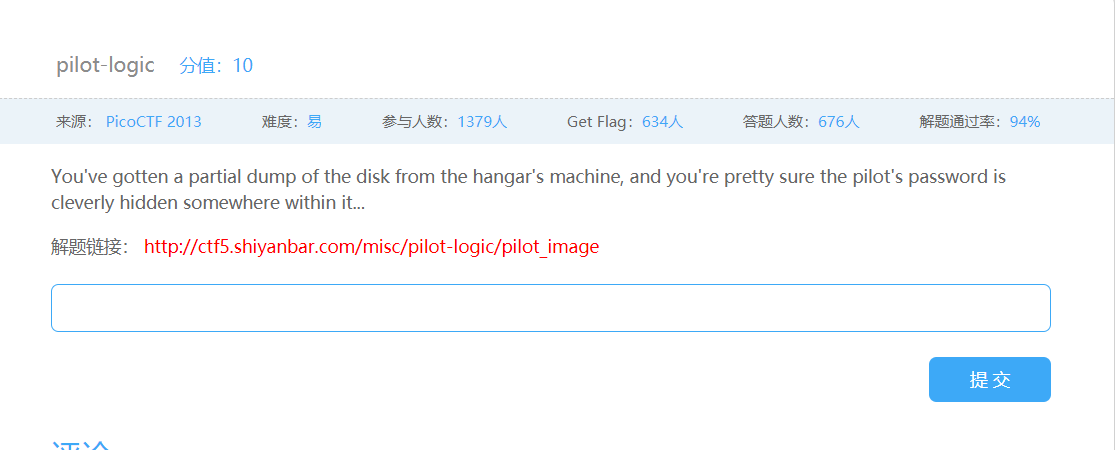 pilot-logic 分值：10
来源： PicoCTF 2013 难度：易 参与人数：1379人 Get Flag：634人 答题人数：676人 解题通过率：94%
You've gotten a partial dump of the disk from the hangar's machine, and you're pretty sure the pilot's password is
cleverly hidden somewhere within it...
解题链接： http://ctf5.shiyanbar.com/misc/pilot-logic/pilot_image
提 交
评论